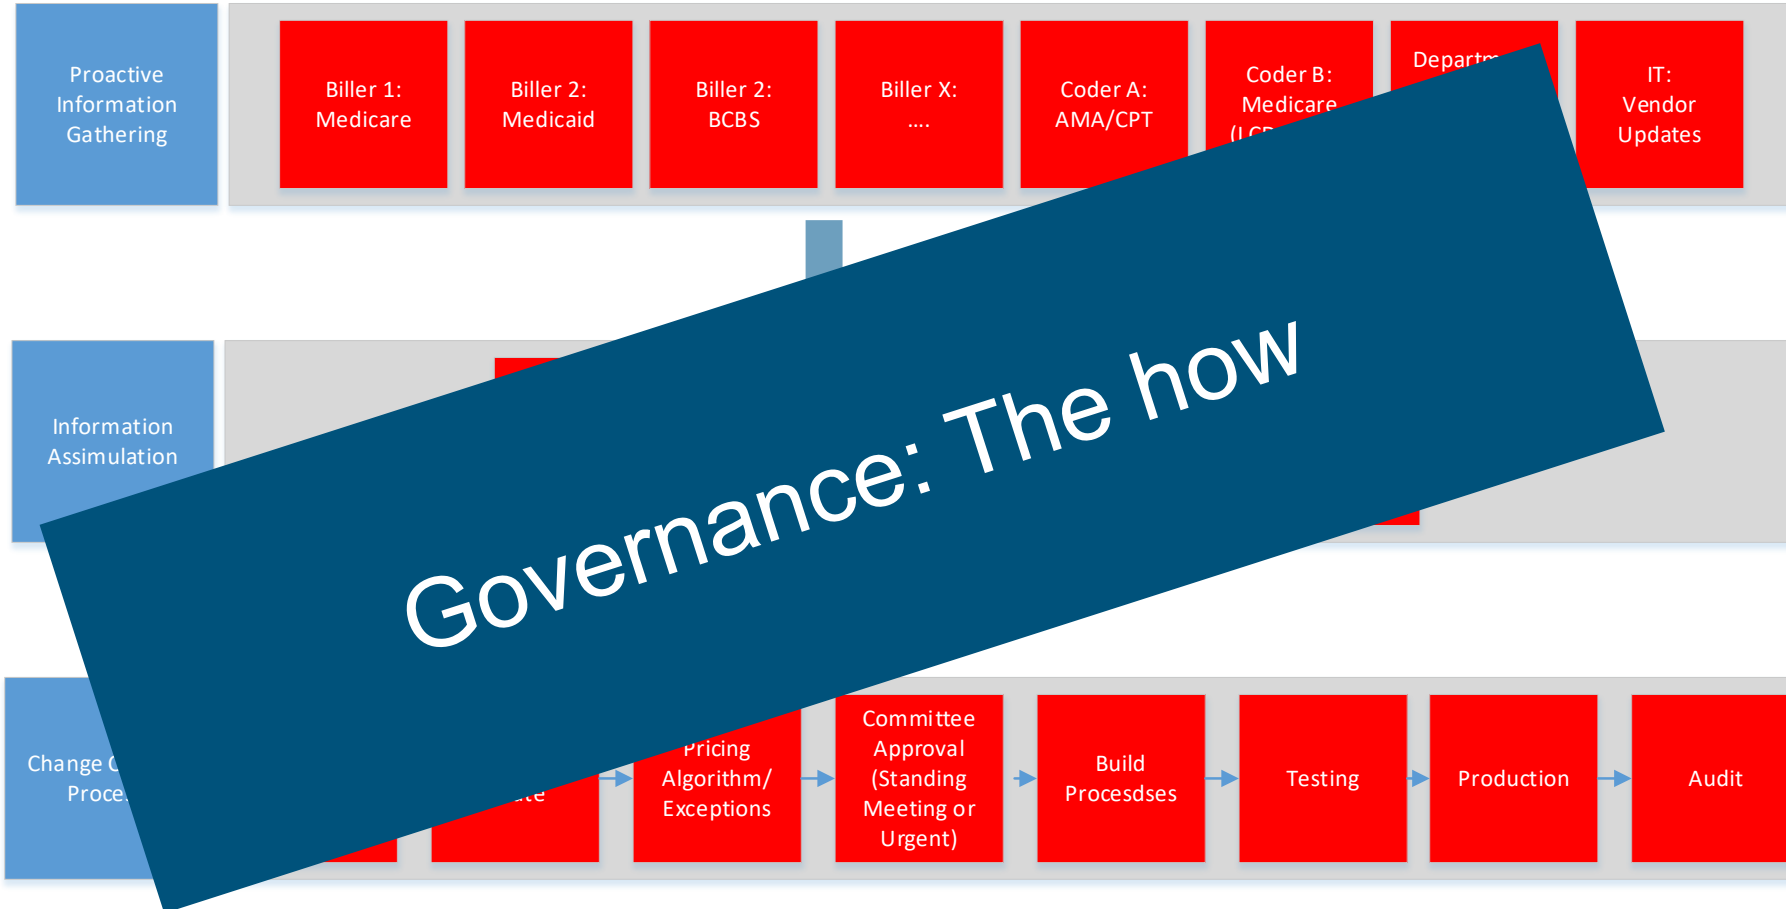 Proactive
Information
Gathering
Biller 1:
Medicare
Biller 2:
Medicaid
Biller 2:
BCBS
Biller X:
....
Coder A:
AMA/CPT
Coder B:
Medicare
IT:
Vendor
Updates
Information
Assimulation
Governance: The how
Change
Pricing
Algorithm/
Exceptions
Committee
Approval
(Standing
Meeting or
Urgent)
Build
Procesdses
Testing
Production
Audit